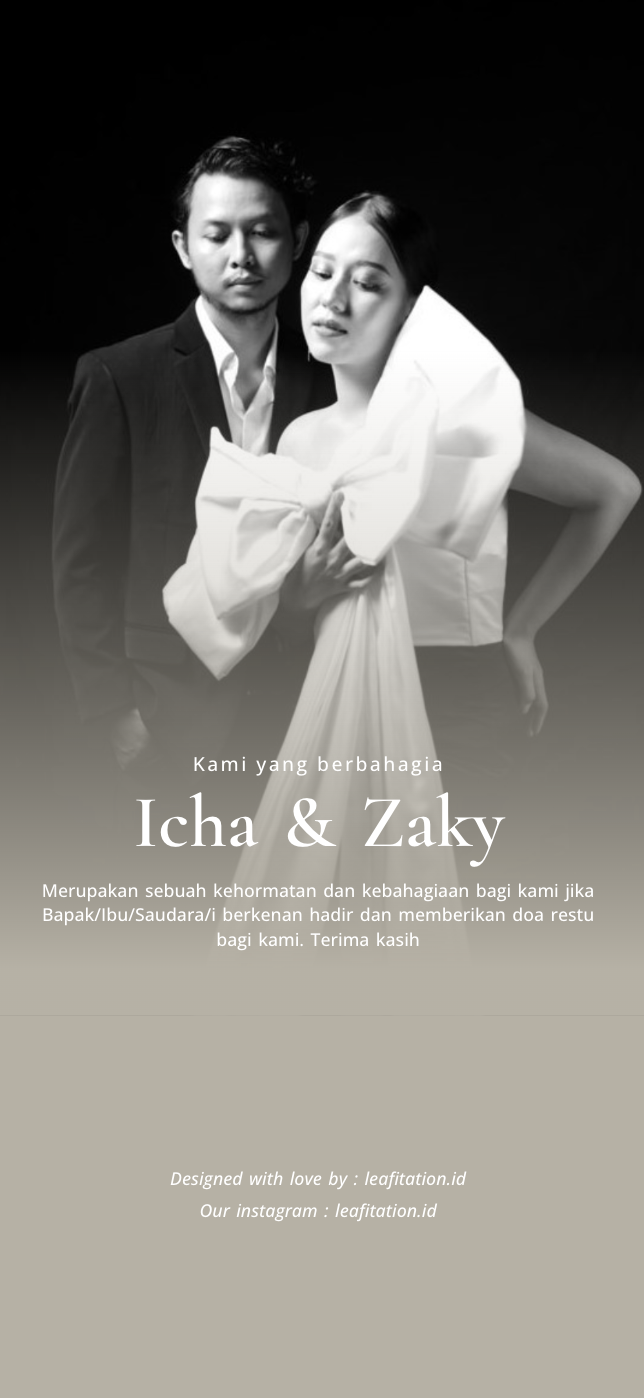 Kami yang berbahagia
Icha & Zaky
Merupakan sebuah kehormatan dan kebahagiaan bagi kami jika
Bapak/Ibu/Saudara/i berkenan hadir dan memberikan doa restu
bagi kami. Terima kasih
Designed with love by : leafitation.id
Our instagram : leafitation.id